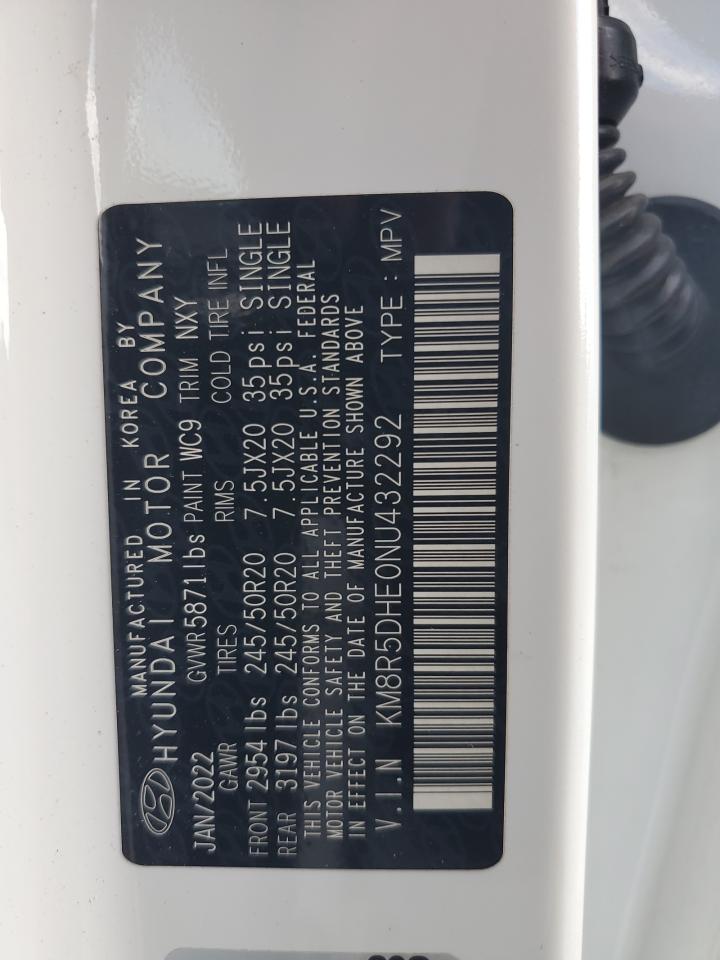 MANUFACTURED IN KOREA BY
HYUNDAI MOTOR COMPANY
JAN/2022 GVWR 5871lbs PAINT WC9 TRIM NXY
GAWR TIRES RIMS COLD TIRE INFL
FRONT 2954 lbs 245/50R20 7.5JX20 35psi SINGLE
REAR 3197 lbs 245/50R20 7.5JX20 35psi SINGLE
THIS VEHICLE CONFORMS TO ALL APPLICABLE U.S.A. FEDERAL
MOTOR VEHICLE SAFETY AND THEFT PREVENTION STANDARDS
IN EFFECT ON THE DATE OF MANUFACTURE SHOWN ABOVE
V.I.N KM8R5DHE0NU432292 TYPE : MPV